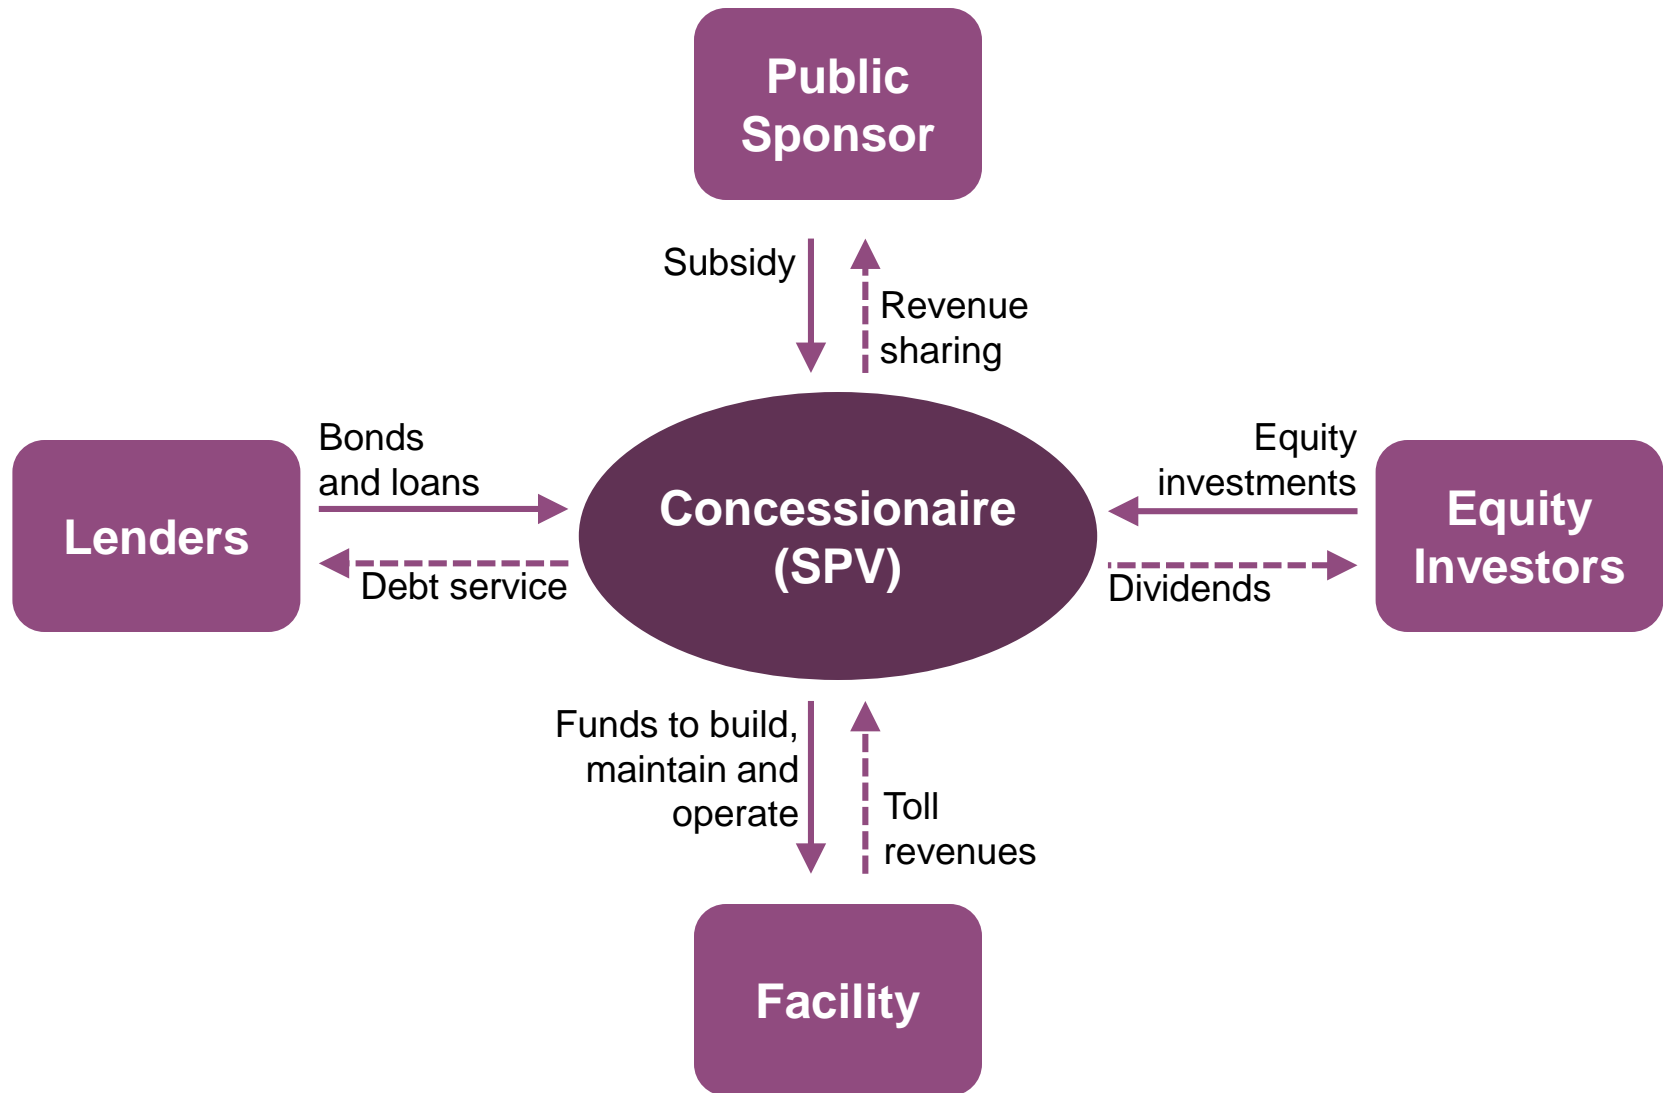 Public
Sponsor
Subsidy
Revenue
sharing
Bonds
and loans
Equity
investments
Lenders
Concessionaire
(SPV)
Equity
Investors
Debt service
Dividends
Funds to build,
maintain and
operate
Toll
revenues
Facility